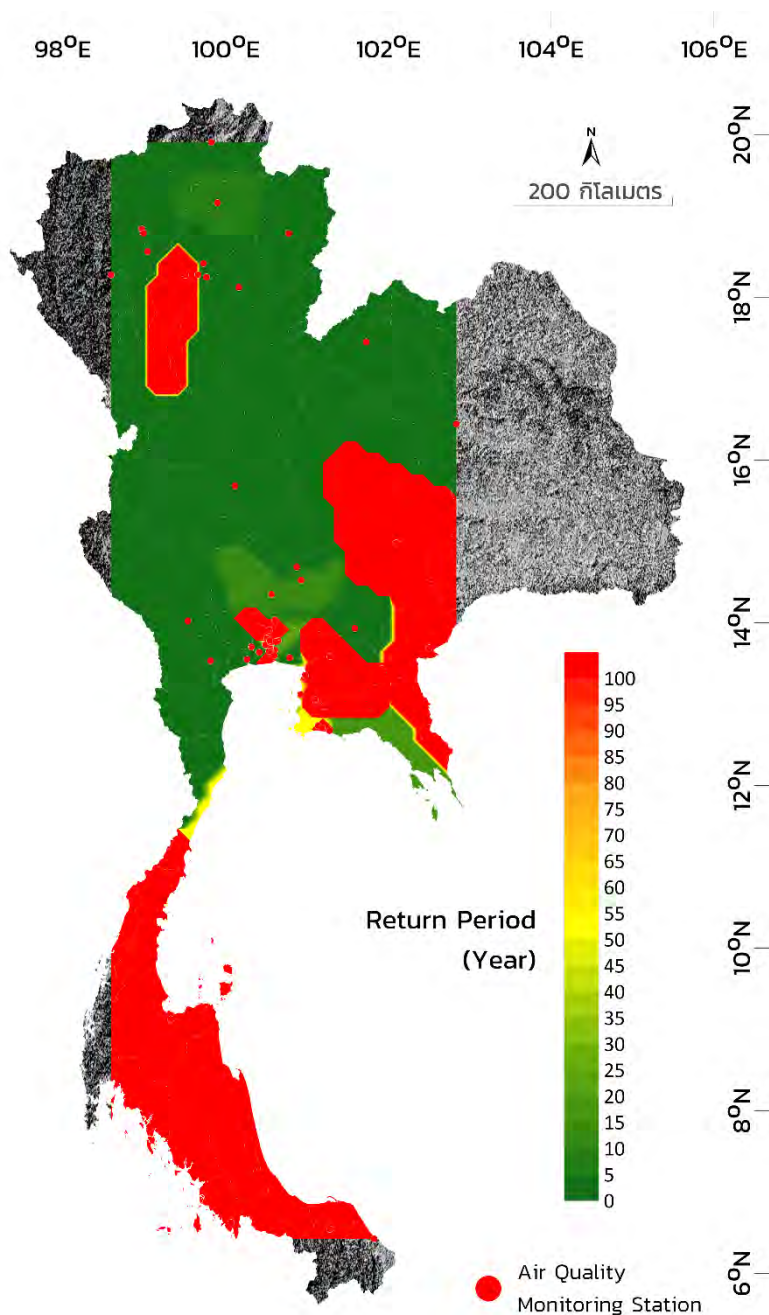 98°E 100°E 102°E 104°E 106°E
20°N
N
200 กิโลเมตร
18°N
16°N
14°N
100
95
90
85
80
12°N
75
70
65
60
Return Period
55
(Year)
50
45
10°N
40
35
30
25
20
15
8°N
10
5
0
Air Quality
6°N
Monitoring Station